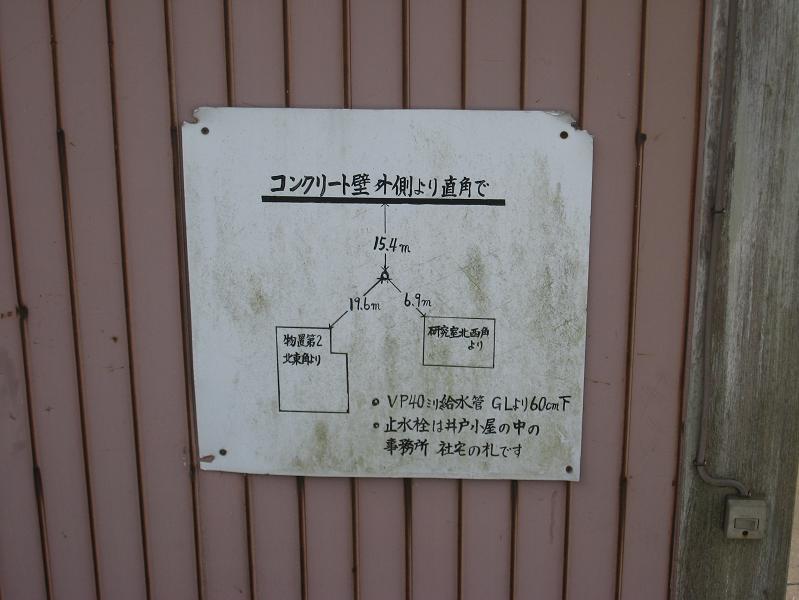 コンクリート壁 外側より直角で
15.4m
19.6m
6.9m
物置第2
北東角より
研究室北西角
より
VP40ミリ給水管 GLより60cm下
止水栓は井戸小屋の中の
事務所 社宅の札です